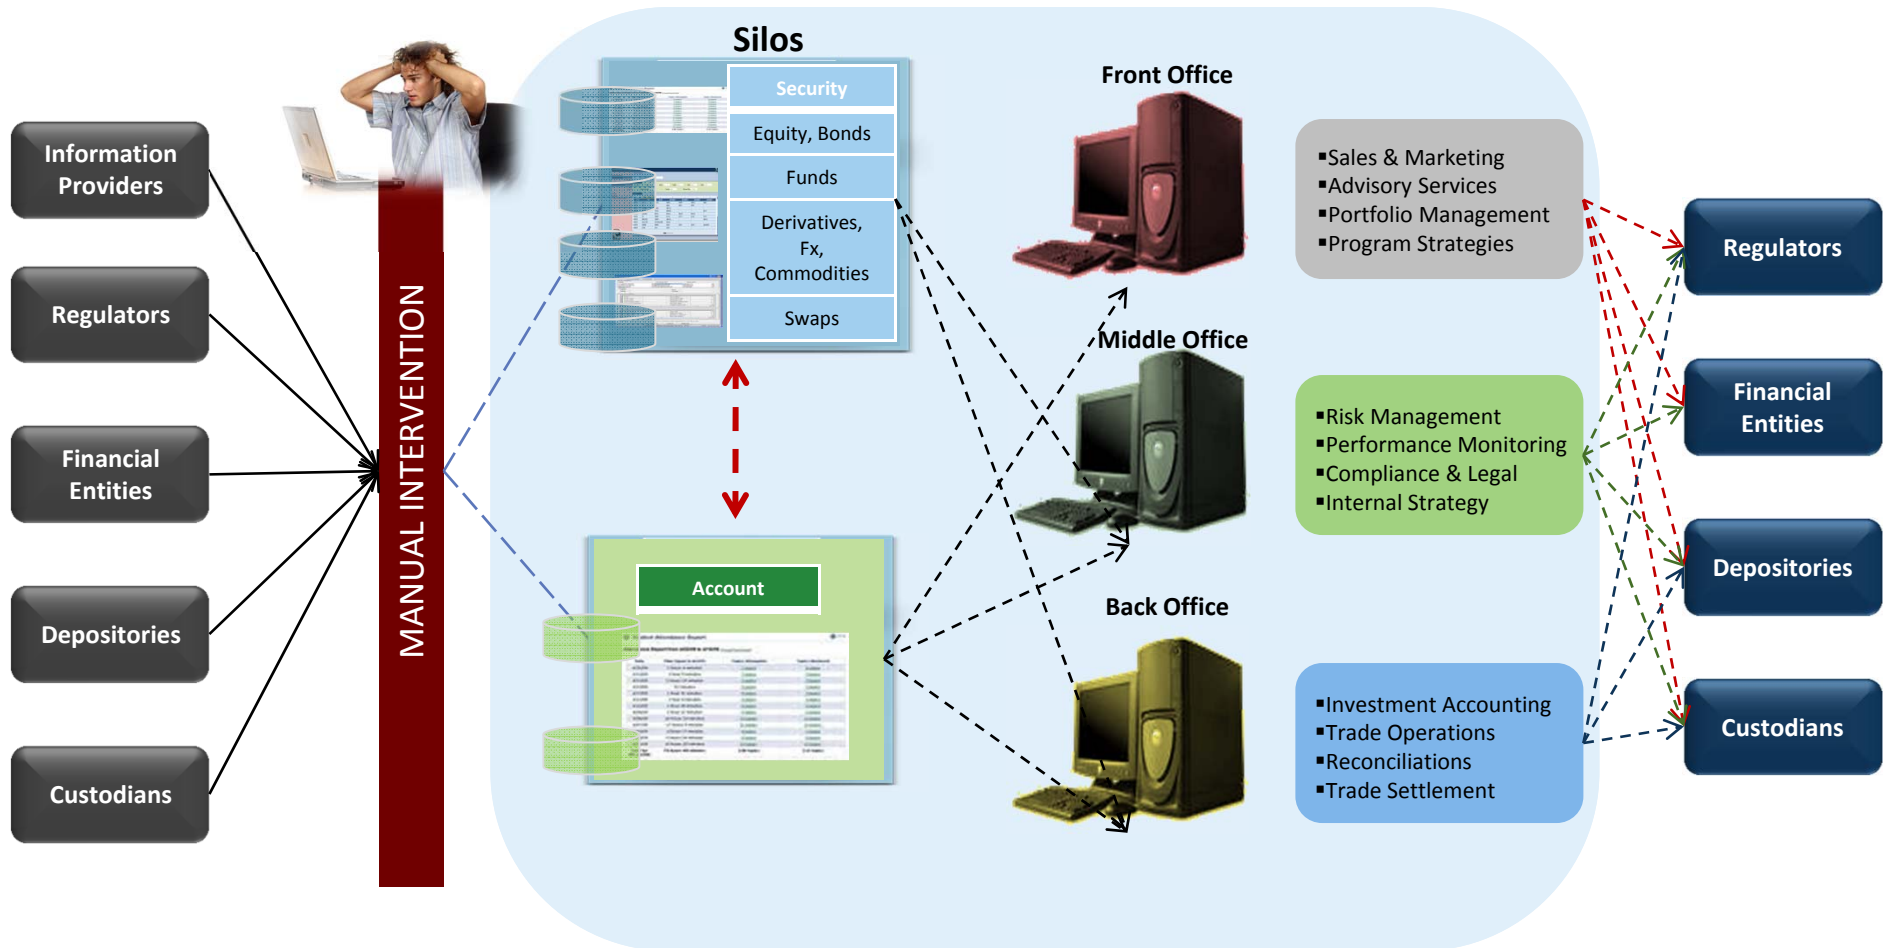 Silos
Information
Providers
Regulators
Financial
Entities
Depositories
Custodians
MANUAL INTERVENTION
Security
Equity, Bonds
Funds
Derivatives,
Fx,
Commodities
Swaps
Account
Front Office
Middle Office
Back Office
▪Sales & Marketing
▪Advisory Services
▪Portfolio Management
▪Program Strategies
▪Risk Management
▪Performance Monitoring
▪Compliance & Legal
▪Internal Strategy
▪Investment Accounting
▪Trade Operations
▪Reconciliations
▪Trade Settlement
Regulators
Financial
Entities
Depositories
Custodians